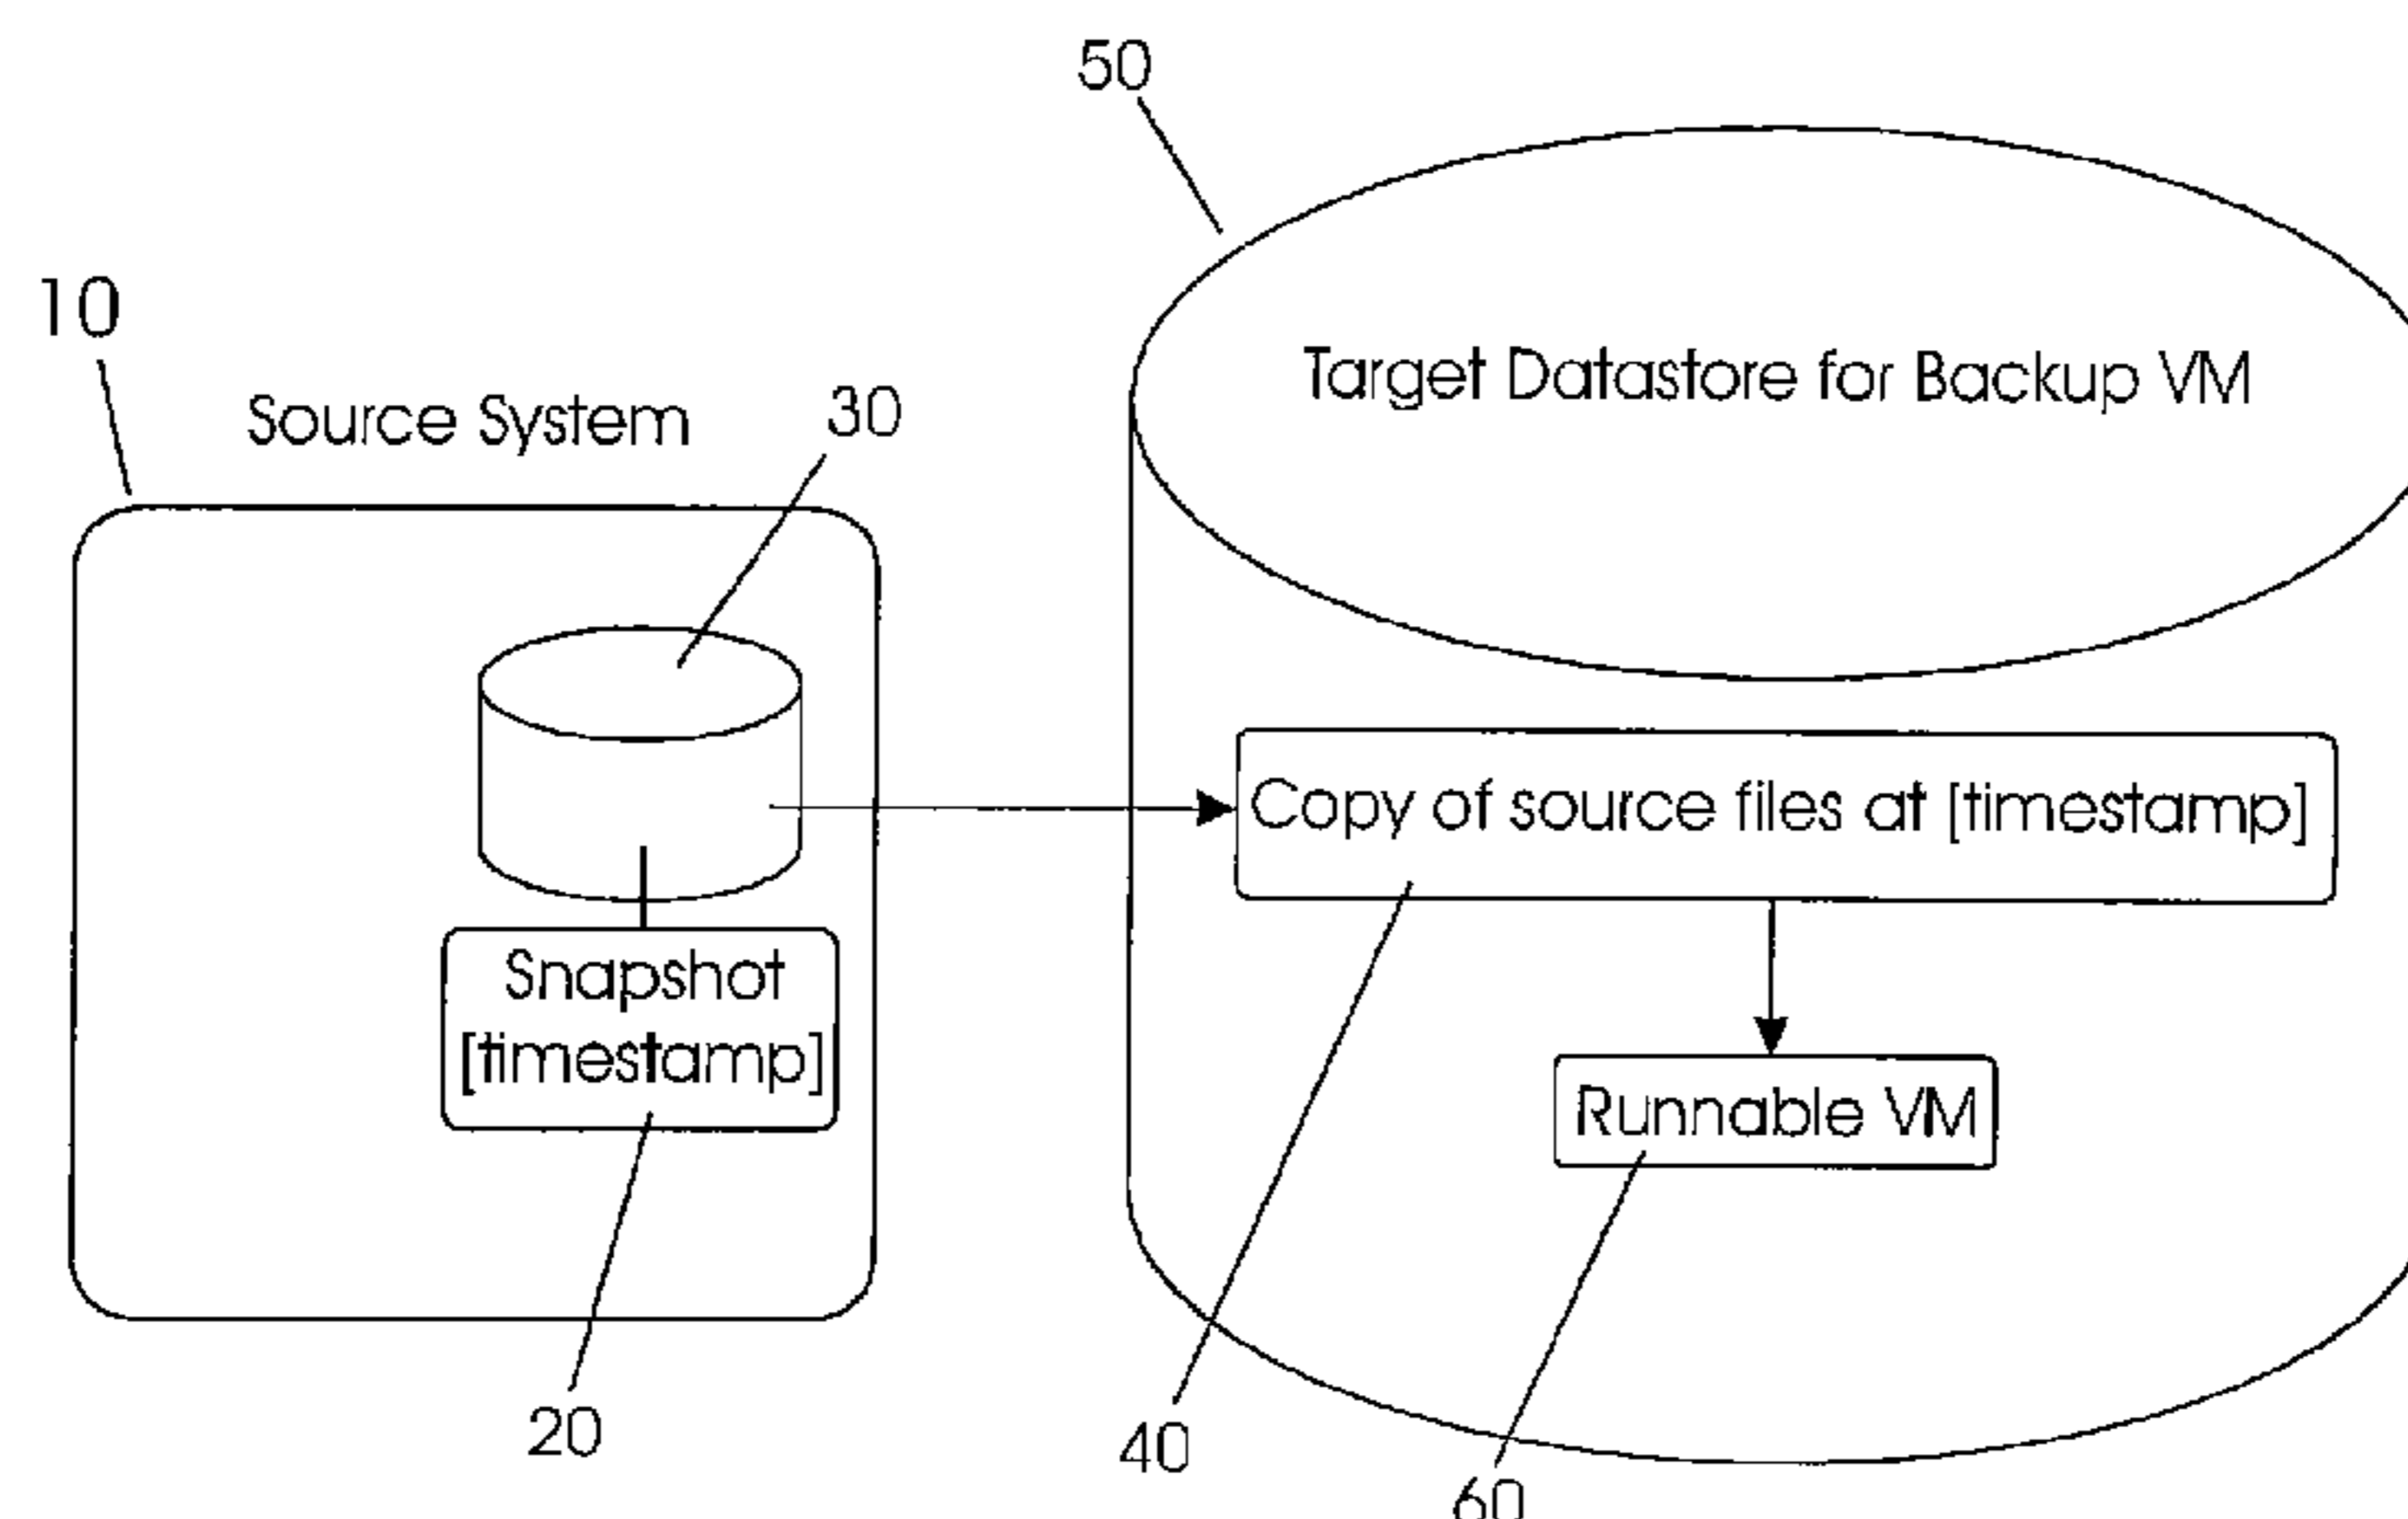 50
10
Target Datastore for Backup VM
Source System
30
Copy of source files at [timestamp]
Snapshot
[timestamp]
Runnable VM
20
40
60